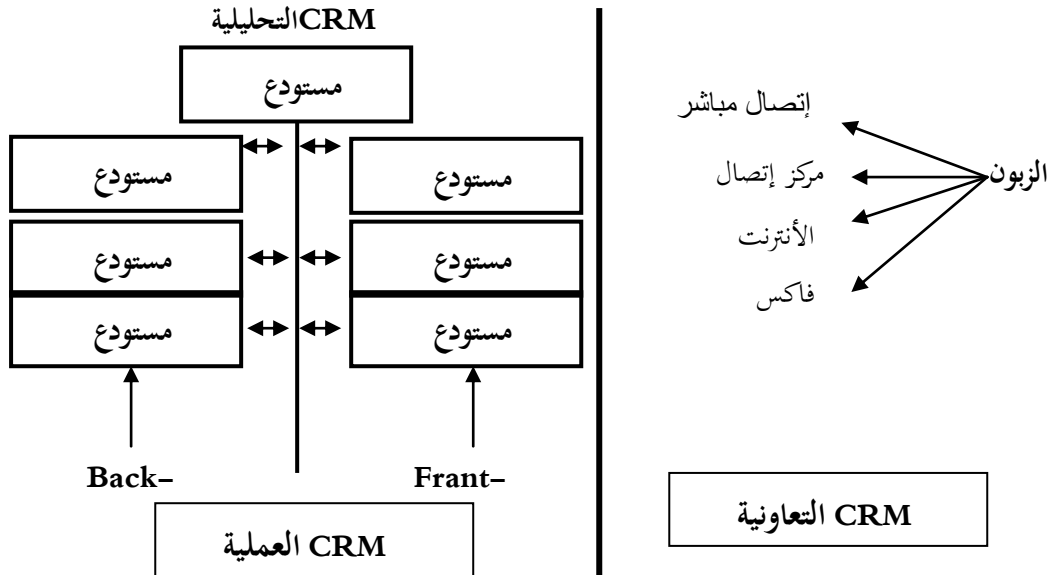 CRMالتحليلية
مستودع
مستودع
مستودع
مستودع
مستودع
مستودع
مستودع
Back–
Frant–
CRM العملية
إتصال مباشر
مركز إتصال
الأنترنت
فاكس
الزبون
CRM التعاونية